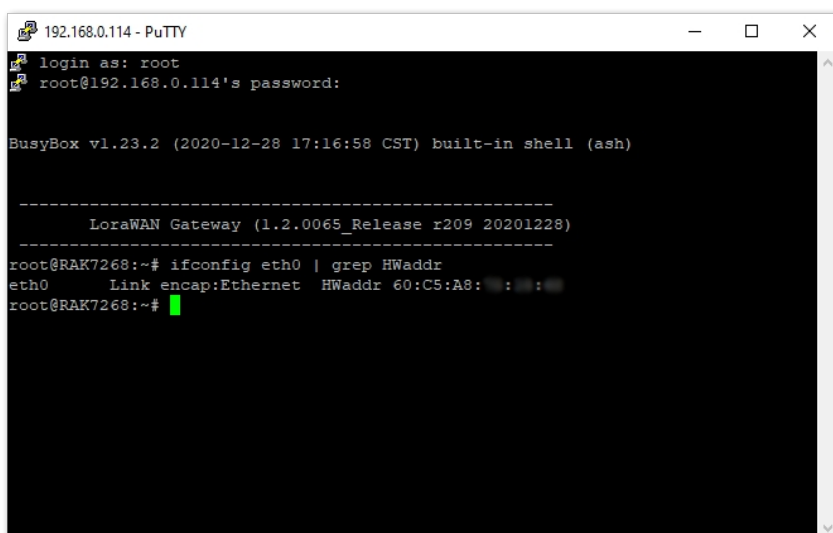 192.168.0.114 - PuTTY
login as: root
root@192.168.0.114's password:
BusyBox v1.23.2 (2020-12-28 17:16:58 CST) built-in shell (ash)
-----------------------------------------------------
LoraWAN Gateway (1.2.0065_Release r209 20201228)
-----------------------------------------------------
root@RAK7268:~# ifconfig eth0 | grep HWaddr
eth0 Link encap:Ethernet HWaddr 60:C5:A8:
root@RAK7268:~#